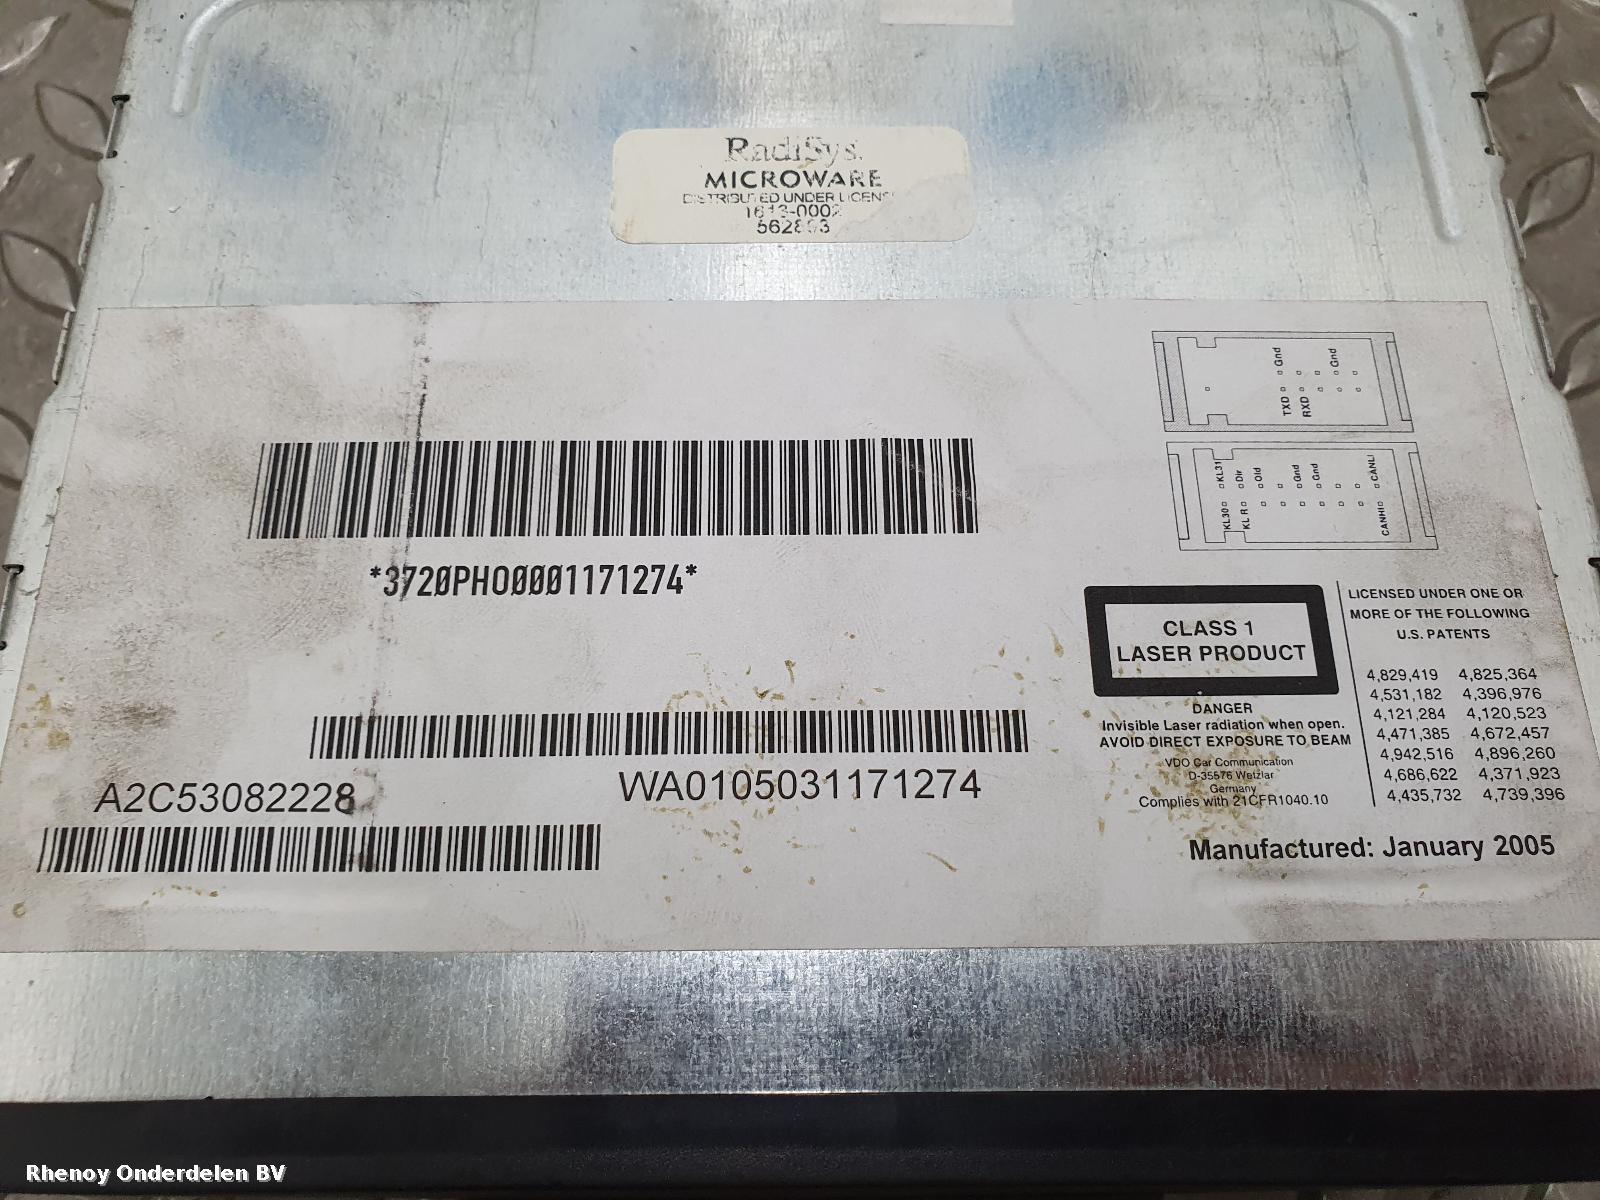 RadiSys.
MICROWARE
DISTRIBUTED UNDER LICENS
1613-0002
Gnd
Gnd
TXD
RXD
KL31
Dir
Old
Gnd
Gnd
CANLI
KL30
KL R
CANHI
*3720PHO0001171274*
CLASS 1
LASER PRODUCT
DANGER
Invisible Laser radiation when open.
AVOID DIRECT EXPOSURE TO BEAM
VDO Car Communication
D-35576 Wetzlar
Germany
Complies with 21CFR1040.10
LICENSED UNDER ONE OR
MORE OF THE FOLLOWING
U.S. PATENTS
4,829,419 4,825,364
4,531,182 4,396,976
4,121,284 4,120,523
4,471,385 4,672,457
4,942,516 4,896,260
4,686,622 4,371,923
4,435,732 4,739,396
WA0105031171274
A2C53082228
Manufactured: January 2005
Rhenoy Onderdelen BV